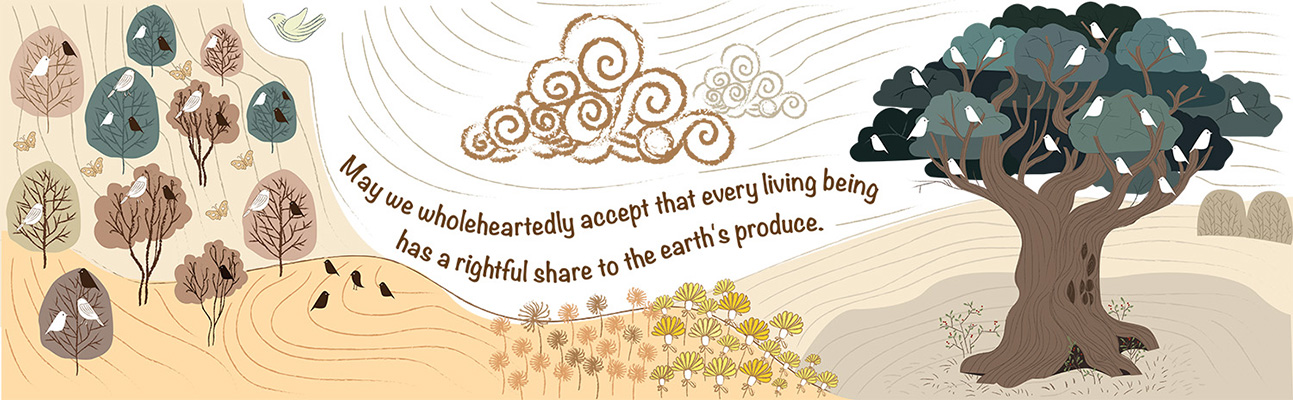 May we wholeheartedly accept that every living being
has a rightful share to the earth's produce.